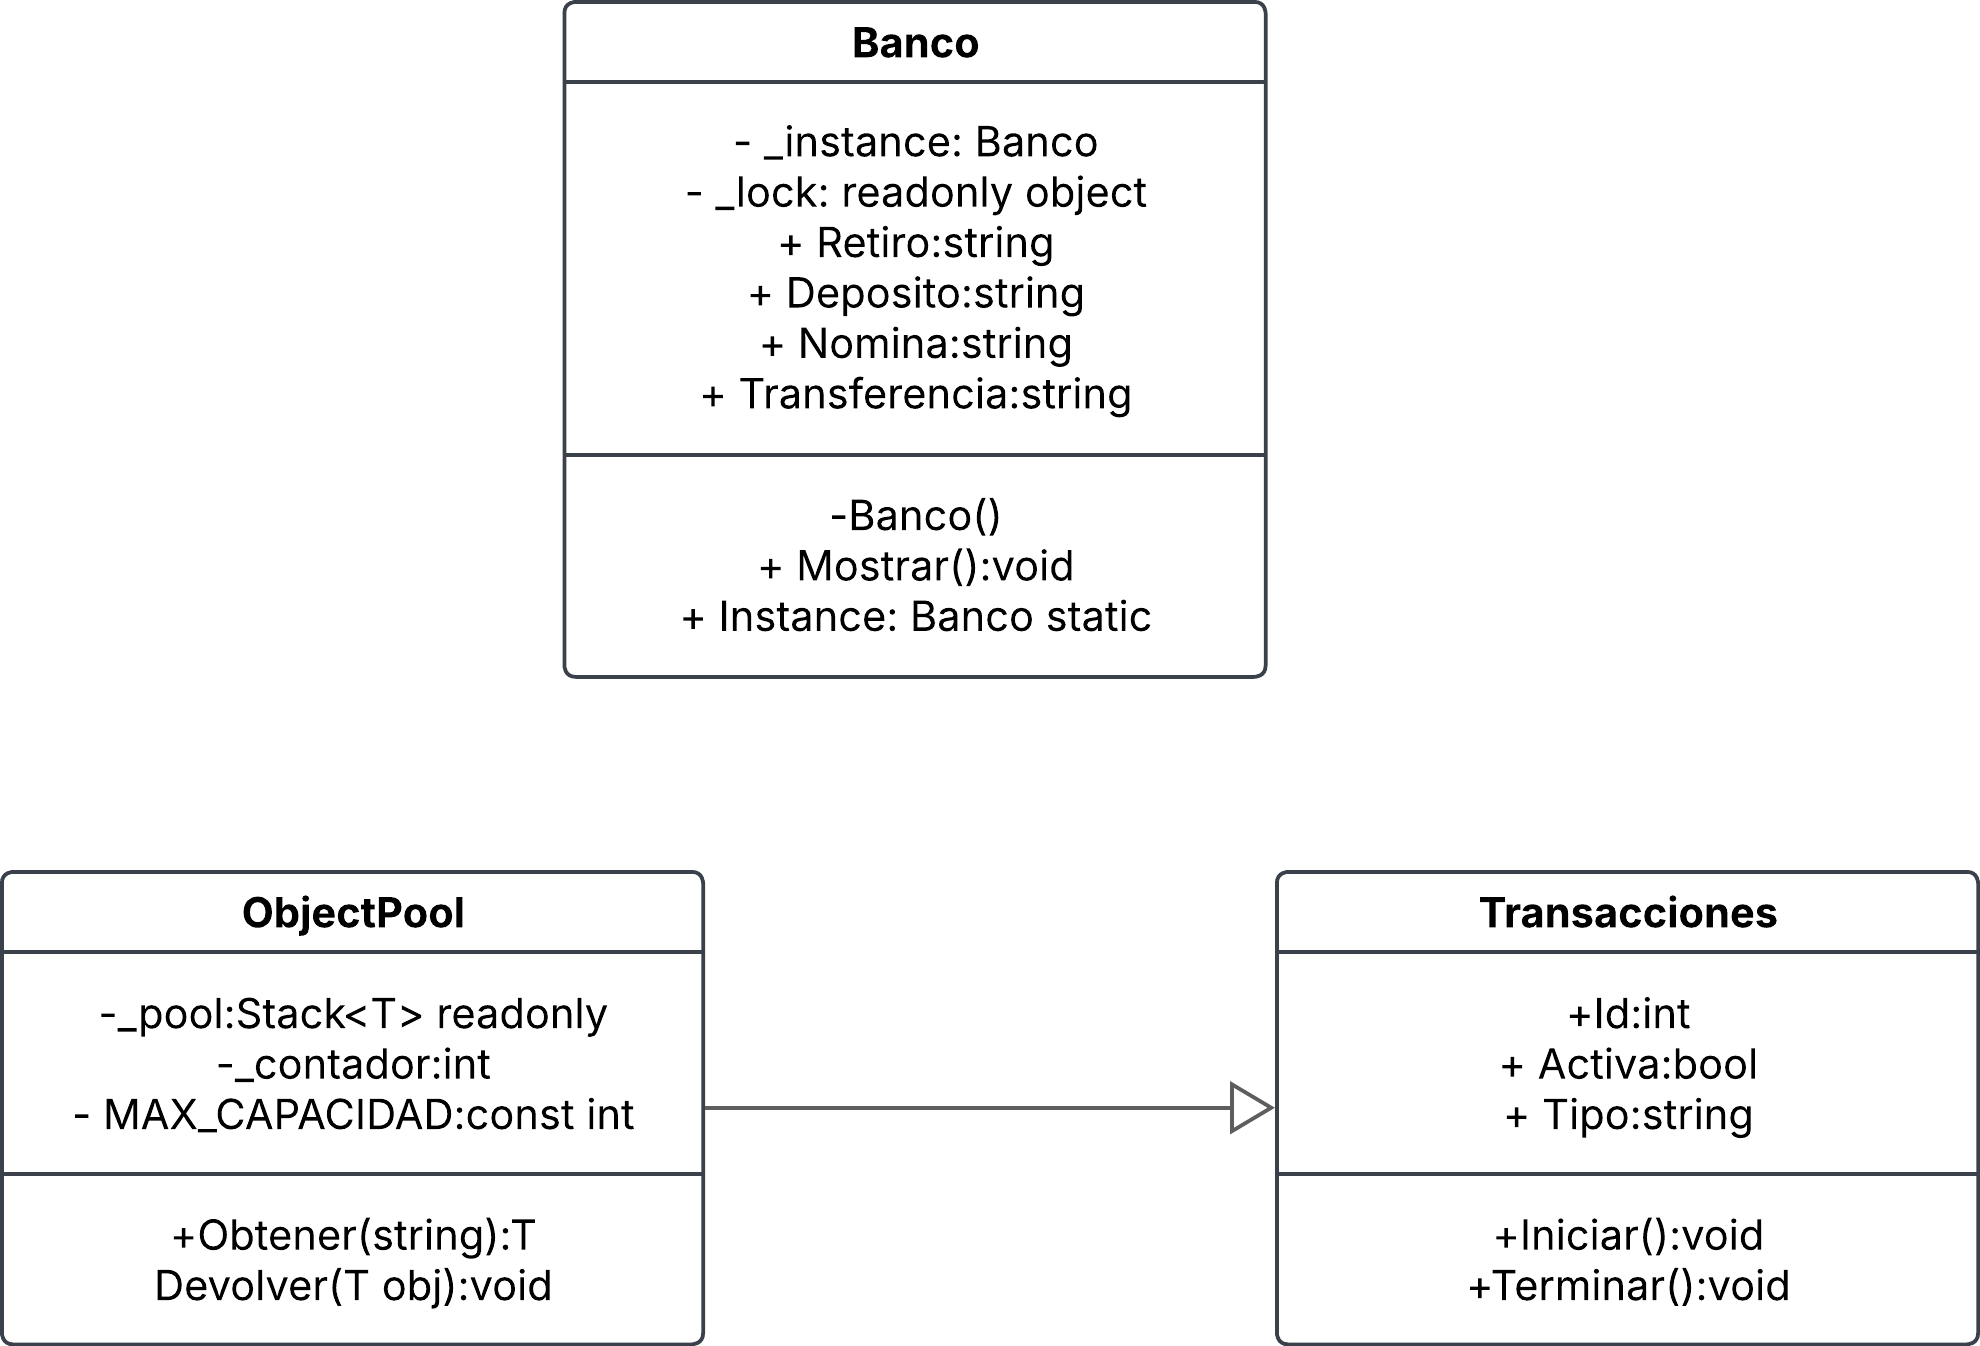 Banco
- _instance: Banco
- _lock: readonly object
+ Retiro:string
+ Deposito:string
+ Nomina:string
+ Transferencia:string
-Banco()
+ Mostrar():void
+ Instance: Banco static
ObjectPool
-_pool:Stack<T> readonly
-_contador:int
- MAX_CAPACIDAD:const int
+Obtener(string):T
Devolver(T obj):void
Transacciones
+Id:int
+ Activa:bool
+ Tipo:string
+Iniciar():void
+Terminar():void